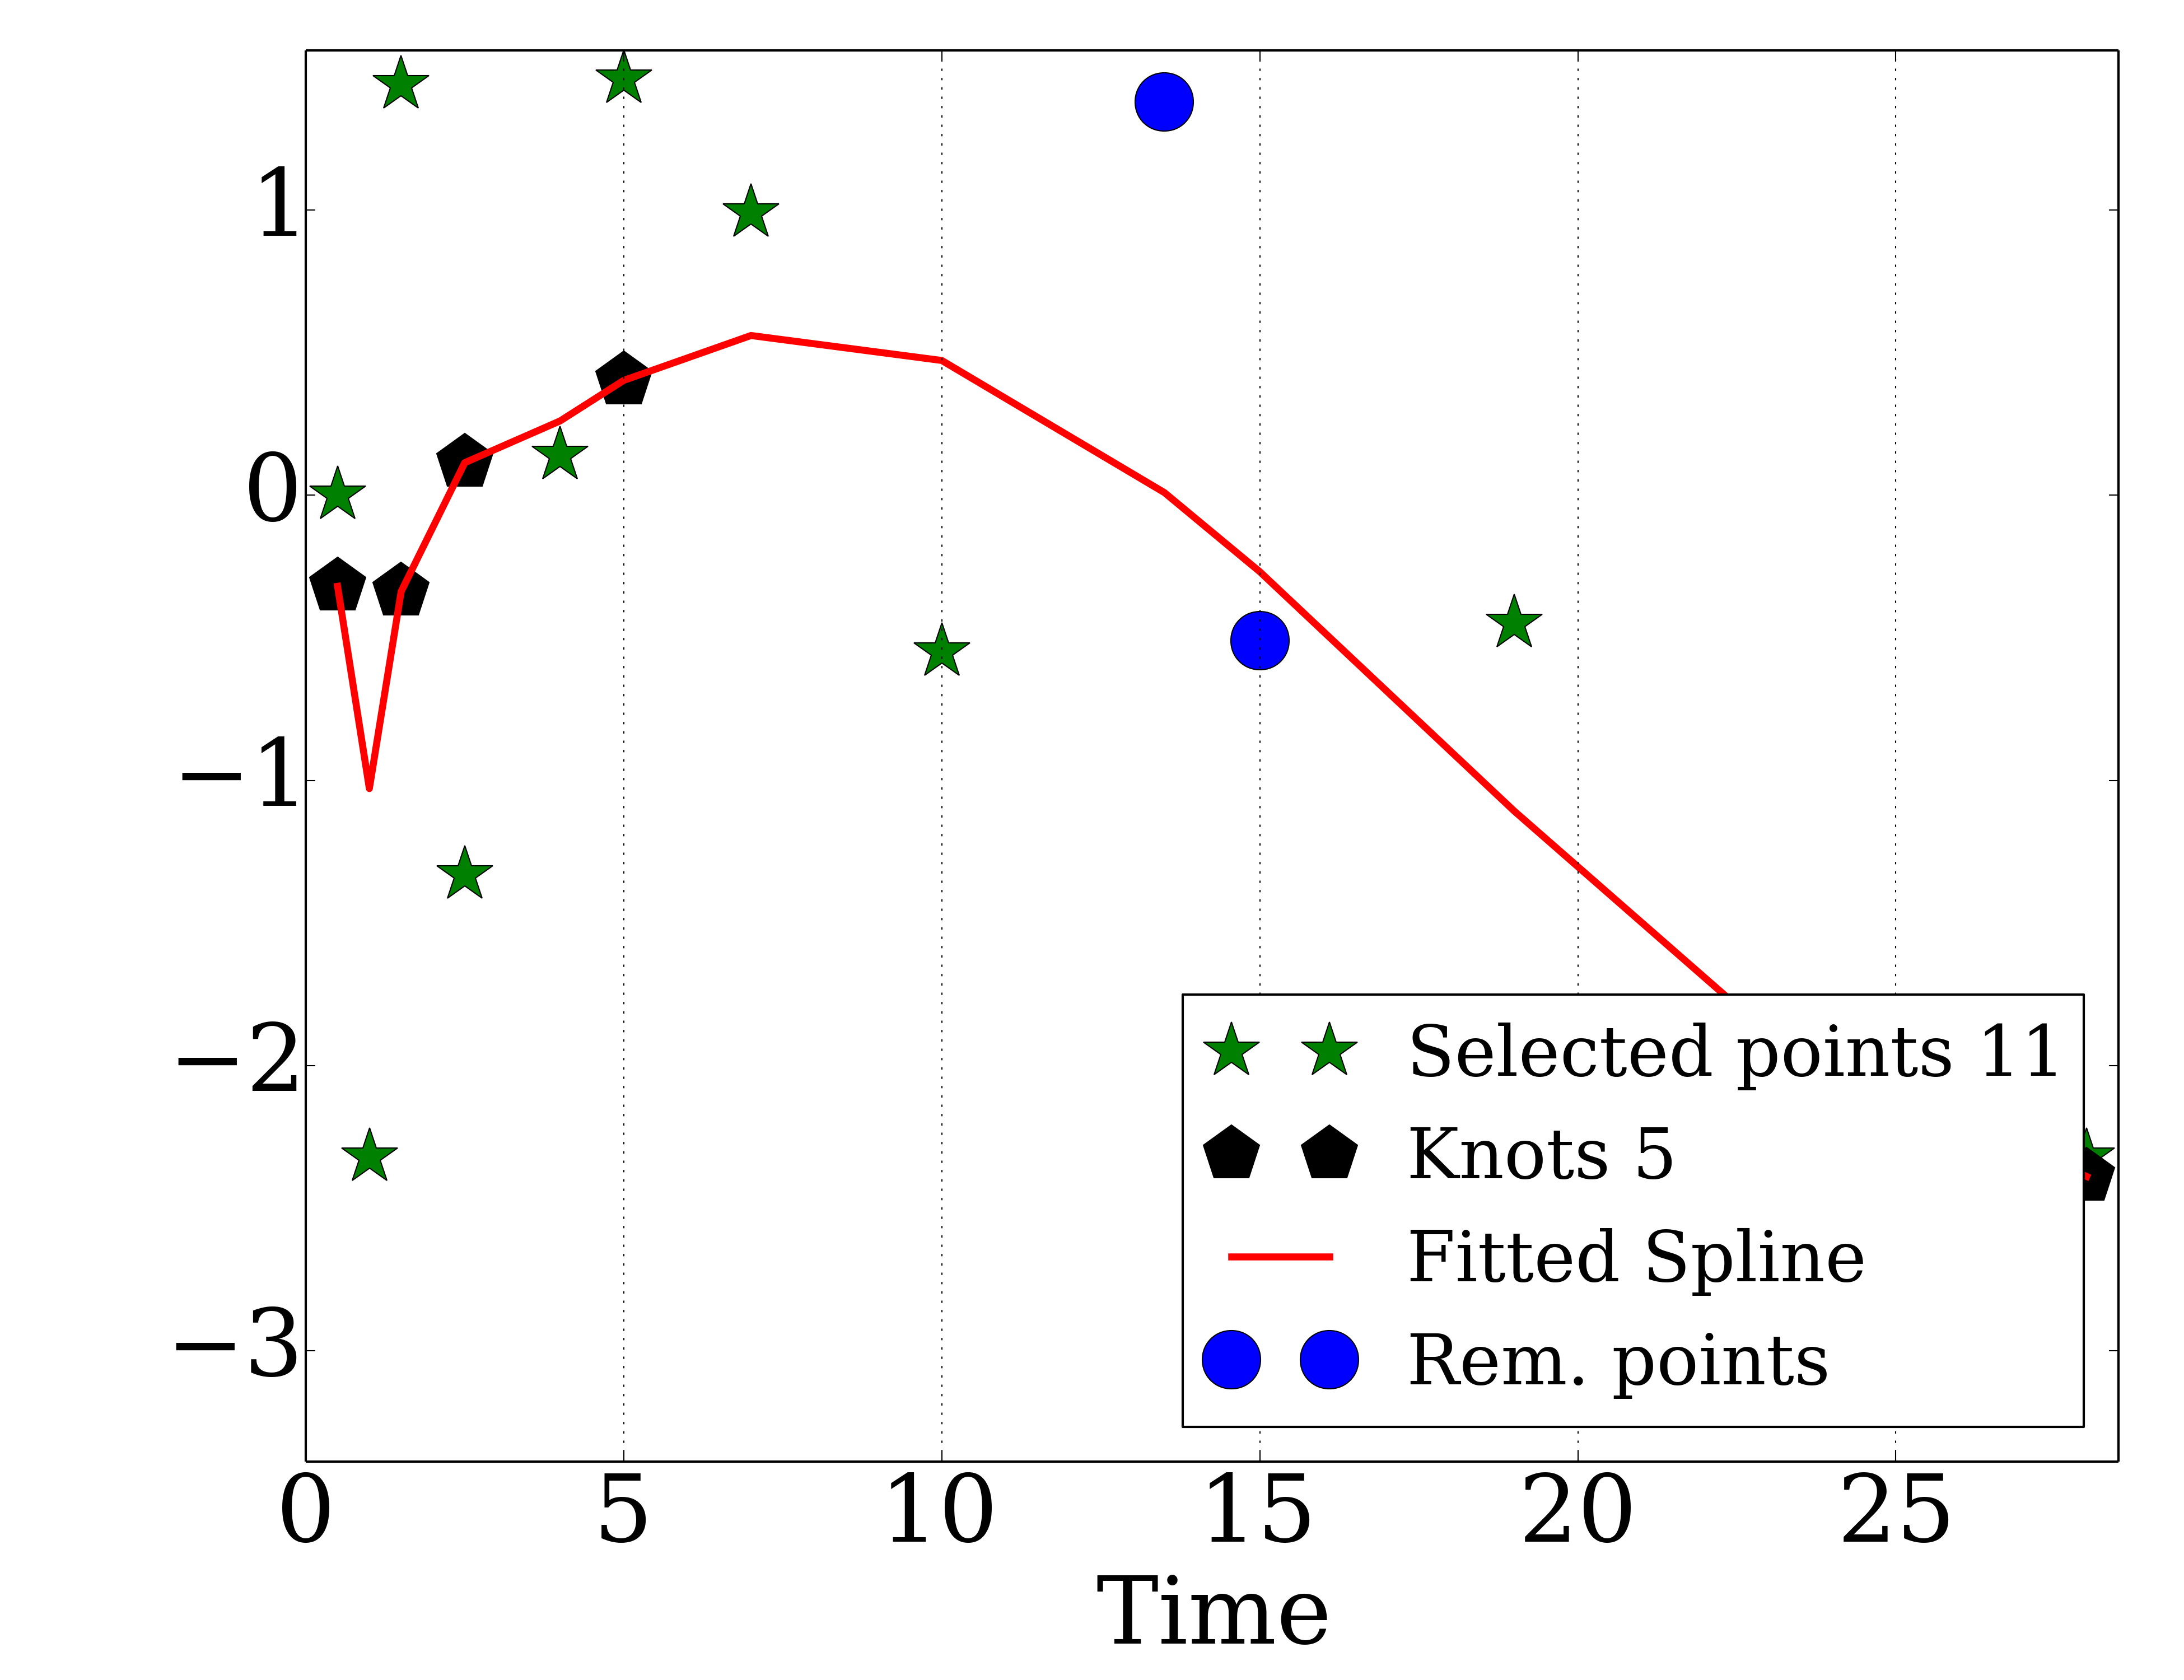 1
0
−1
−2
−3
0 5 10 15 20 25
Time
Selected points 11
Knots 5
Fitted Spline
Rem. points